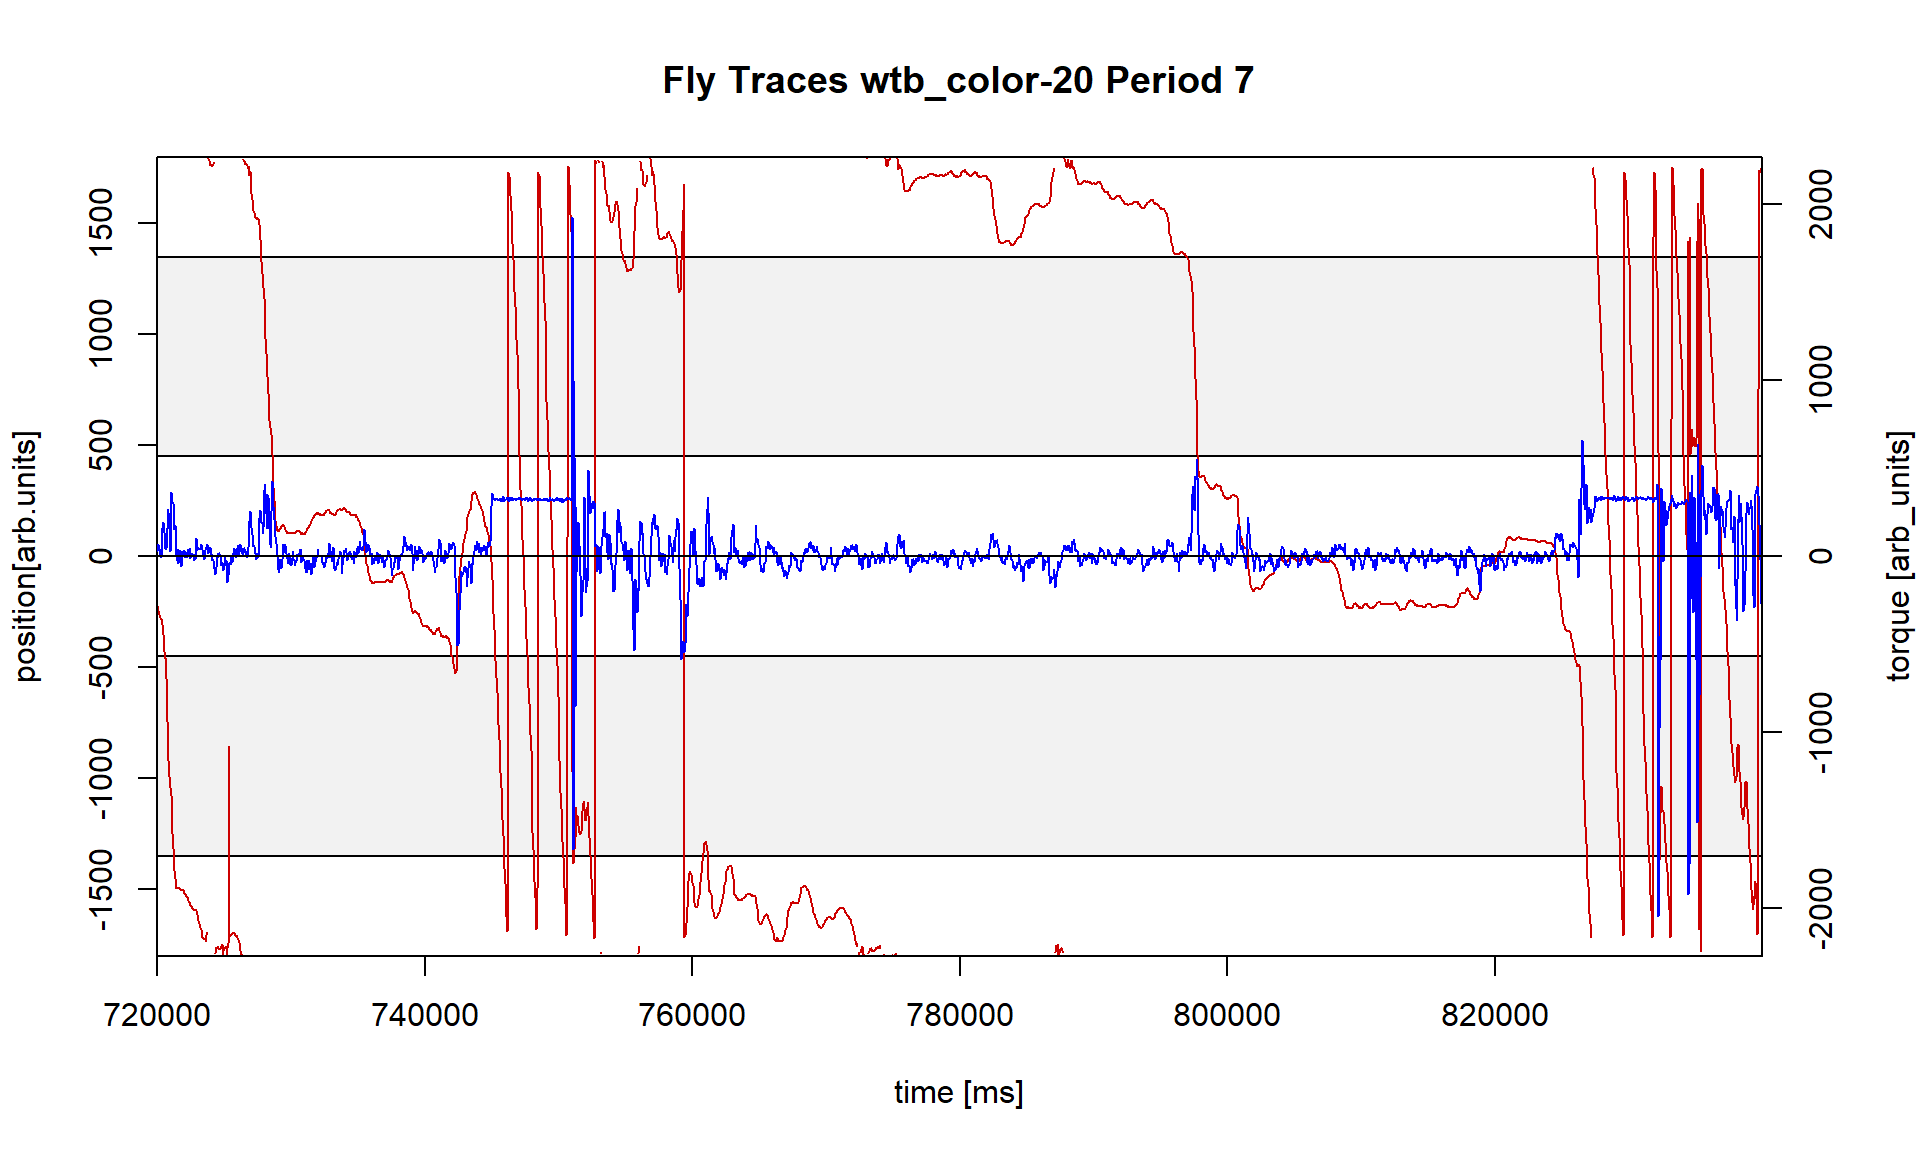 Fly Traces wtb_color-20 Period 7
position[arb.units]
1500
1000
500
0
-500
-1000
-1500
2000
1000
0
-1000
-2000
torque [arb_units]
720000 740000 760000 780000 800000 820000
time [ms]